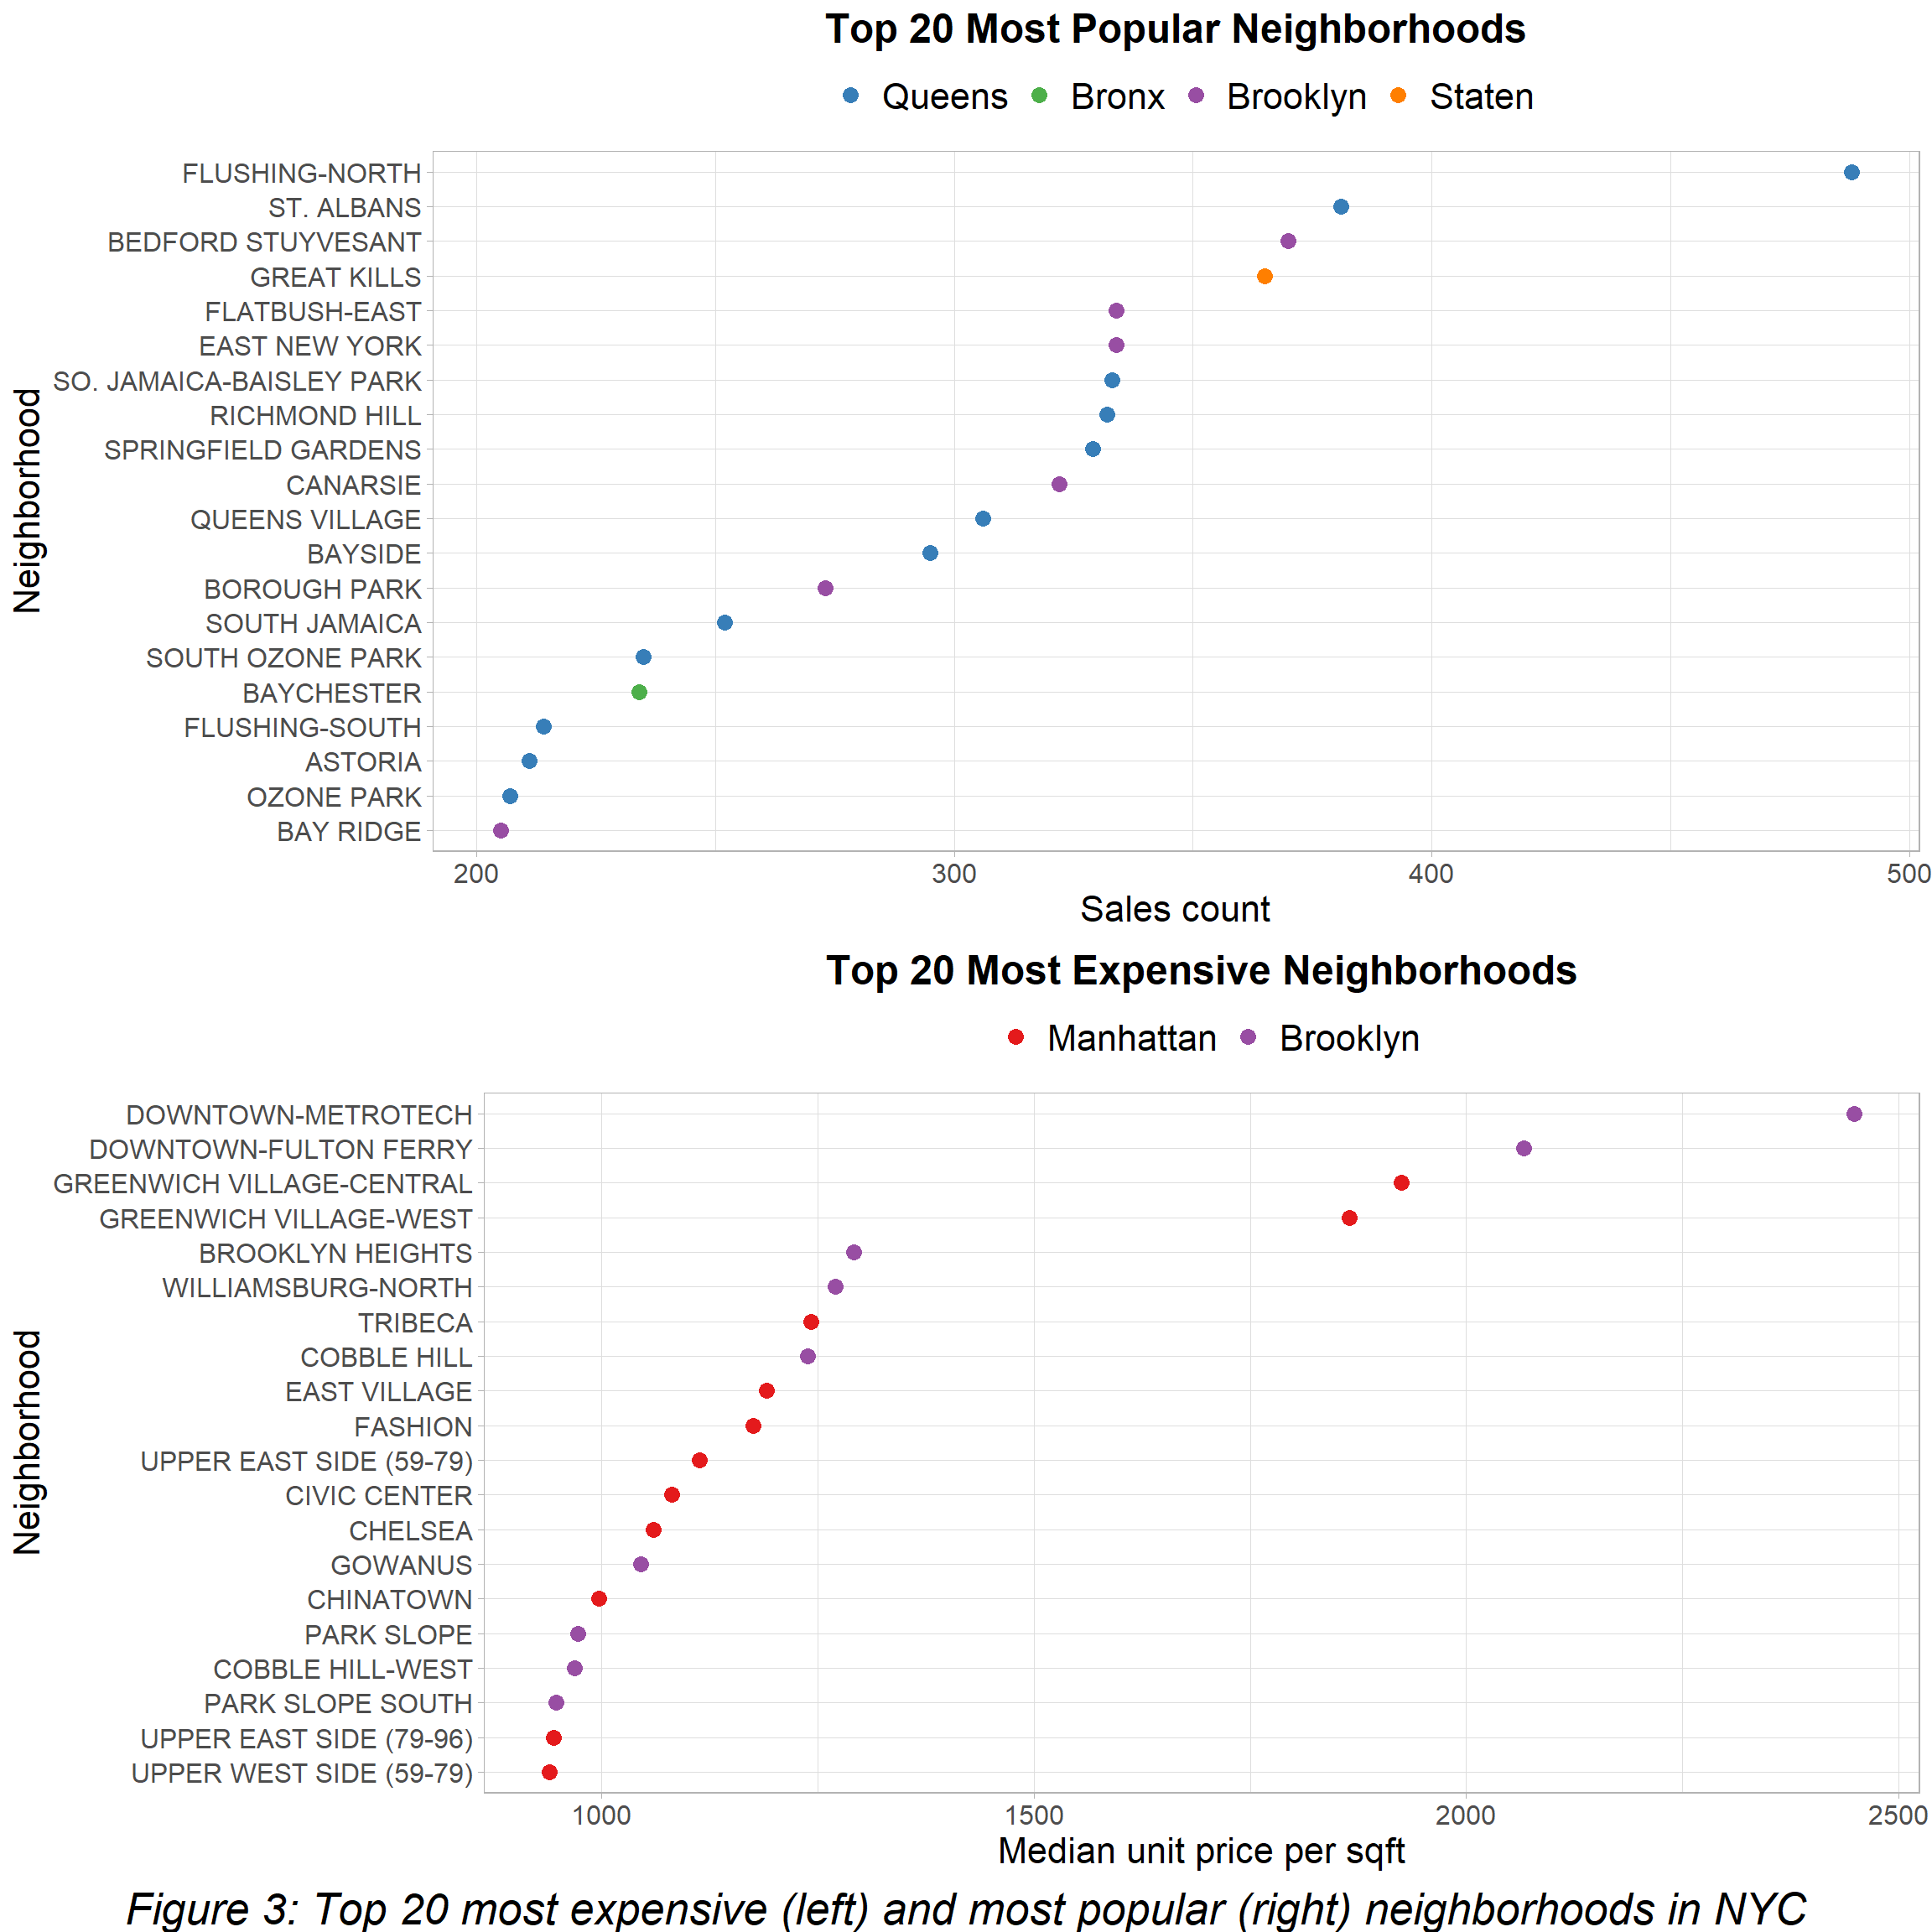 Top 20 Most Popular Neighborhoods
Queens Bronx Brooklyn Staten
Neighborhood
FLUSHING-NORTH
ST. ALBANS
BEDFORD STUYVESANT
GREAT KILLS
FLATBUSH-EAST
EAST NEW YORK
SO. JAMAICA-BAISLEY PARK
RICHMOND HILL
SPRINGFIELD GARDENS
CANARSIE
QUEENS VILLAGE
BAYSIDE
BOROUGH PARK
SOUTH JAMAICA
SOUTH OZONE PARK
BAYCHESTER
FLUSHING-SOUTH
ASTORIA
OZONE PARK
BAY RIDGE
200 300 400 500
Sales count
Top 20 Most Expensive Neighborhoods
Manhattan Brooklyn
Neighborhood
DOWNTOWN-METROTECH
DOWNTOWN-FULTON FERRY
GREENWICH VILLAGE-CENTRAL
GREENWICH VILLAGE-WEST
BROOKLYN HEIGHTS
WILLIAMSBURG-NORTH
TRIBECA
COBBLE HILL
EAST VILLAGE
FASHION
UPPER EAST SIDE (59-79)
CIVIC CENTER
CHELSEA
GOWANUS
CHINATOWN
PARK SLOPE
COBBLE HILL-WEST
PARK SLOPE SOUTH
UPPER EAST SIDE (79-96)
UPPER WEST SIDE (59-79)
1000 1500 2000 2500
Median unit price per sqft
Figure 3: Top 20 most expensive (left) and most popular (right) neighborhoods in NYC